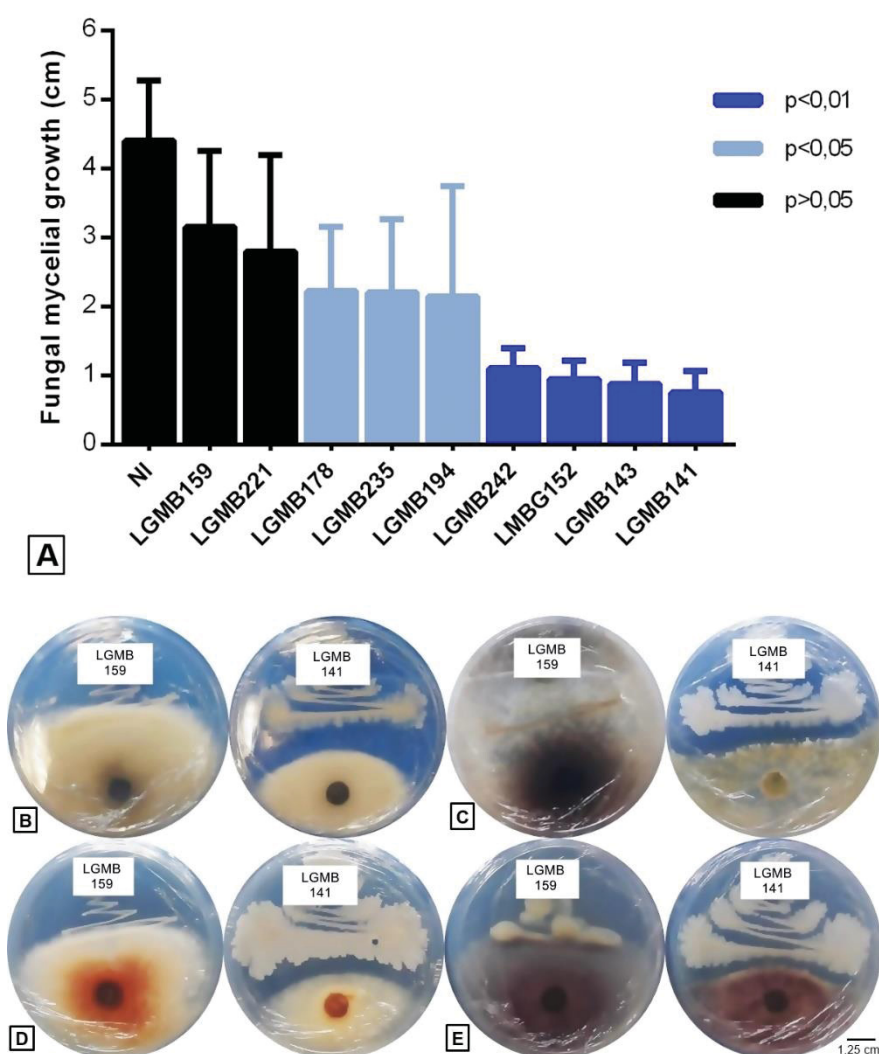 Fungal mycelial growth (cm)
6
5
4
3
2
1
0
p<0,01
p<0,05
p>0,05
NI
LGMB159
LGMB221
LGMB178
LGMB235
LGMB194
LGMB242
LMBG152
LGMB143
LGMB141
A
LGMB
159
LGMB
141
B
LGMB
159
LGMB
141
C
LGMB
159
LGMB
141
D
LGMB
159
LGMB
141
E
1,25 cm